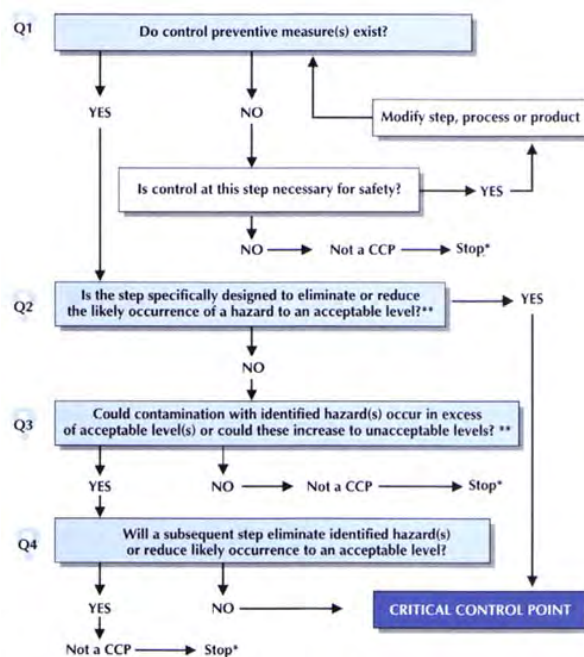 Q1
Do control preventive measure(s) exist?
YES
NO
Modify step, process or product
Is control at this step necessary for safety?
YES
NO
Not a CCP
Stop*
Q2
Is the step specifically designed to eliminate or reduce
the likely occurrence of a hazard to an acceptable level?**
YES
NO
Q3
Could contamination with identified hazard(s) occur in excess
of acceptable level(s) or could these increase to unacceptable levels? **
YES
NO
Not a CCP
Stop*
Q4
Will a subsequent step eliminate identified hazard(s)
or reduce likely occurrence to an acceptable level?
YES
NO
CRITICAL CONTROL POINT
Not a CCP
Stop*